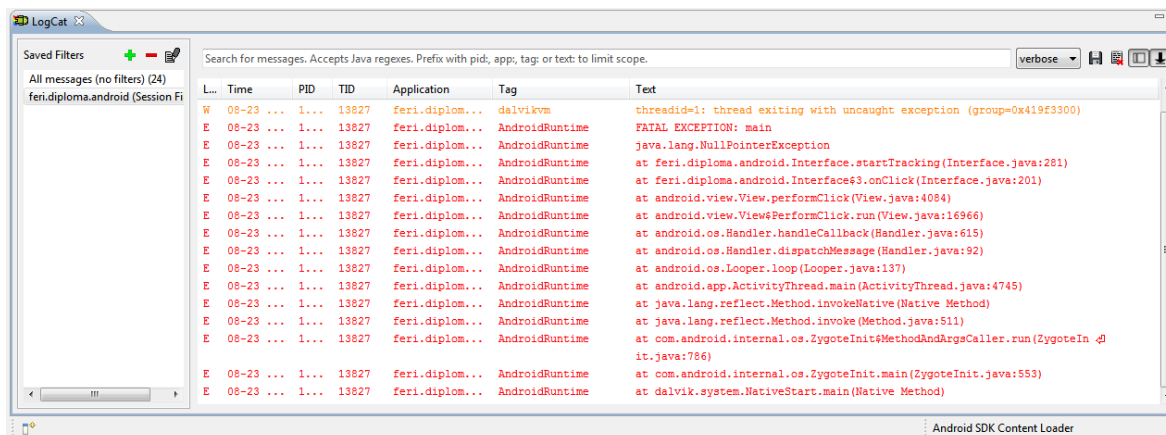 LogCat
Saved Filters
Search for messages. Accepts Java regexes. Prefix with pid:, app:, tag: or text: to limit scope.
verbose
All messages (no filters) (24)
feri.diploma.android (Session Fi
L... Time PID TID Application Tag Text
W 08-23 ... 1... 13827 feri.diplom... dalvikvm threadid=1: thread exiting with uncaught exception (group=0x419f3300)
E 08-23 ... 1... 13827 feri.diplom... AndroidRuntime FATAL EXCEPTION: main
E 08-23 ... 1... 13827 feri.diplom... AndroidRuntime java.lang.NullPointerException
E 08-23 ... 1... 13827 feri.diplom... AndroidRuntime at feri.diploma.android.Interface.startTracking(Interface.java:281)
E 08-23 ... 1... 13827 feri.diplom... AndroidRuntime at feri.diploma.android.Interface$3.onClick(Interface.java:201)
E 08-23 ... 1... 13827 feri.diplom... AndroidRuntime at android.view.View.performClick(View.java:4084)
E 08-23 ... 1... 13827 feri.diplom... AndroidRuntime at android.view.View$PerformClick.run(View.java:16966)
E 08-23 ... 1... 13827 feri.diplom... AndroidRuntime at android.os.Handler.handleCallback(Handler.java:615)
E 08-23 ... 1... 13827 feri.diplom... AndroidRuntime at android.os.Handler.dispatchMessage(Handler.java:92)
E 08-23 ... 1... 13827 feri.diplom... AndroidRuntime at android.os.Looper.loop(Looper.java:137)
E 08-23 ... 1... 13827 feri.diplom... AndroidRuntime at android.app.ActivityThread.main(ActivityThread.java:4745)
E 08-23 ... 1... 13827 feri.diplom... AndroidRuntime at java.lang.reflect.Method.invokeNative(Native Method)
E 08-23 ... 1... 13827 feri.diplom... AndroidRuntime at java.lang.reflect.Method.invoke(Method.java:511)
E 08-23 ... 1... 13827 feri.diplom... AndroidRuntime at com.android.internal.os.ZygoteInit$MethodAndArgsCaller.run(ZygoteIn
it.java:786)
E 08-23 ... 1... 13827 feri.diplom... AndroidRuntime at com.android.internal.os.ZygoteInit.main(ZygoteInit.java:553)
E 08-23 ... 1... 13827 feri.diplom... AndroidRuntime at dalvik.system.NativeStart.main(Native Method)
Android SDK Content Loader